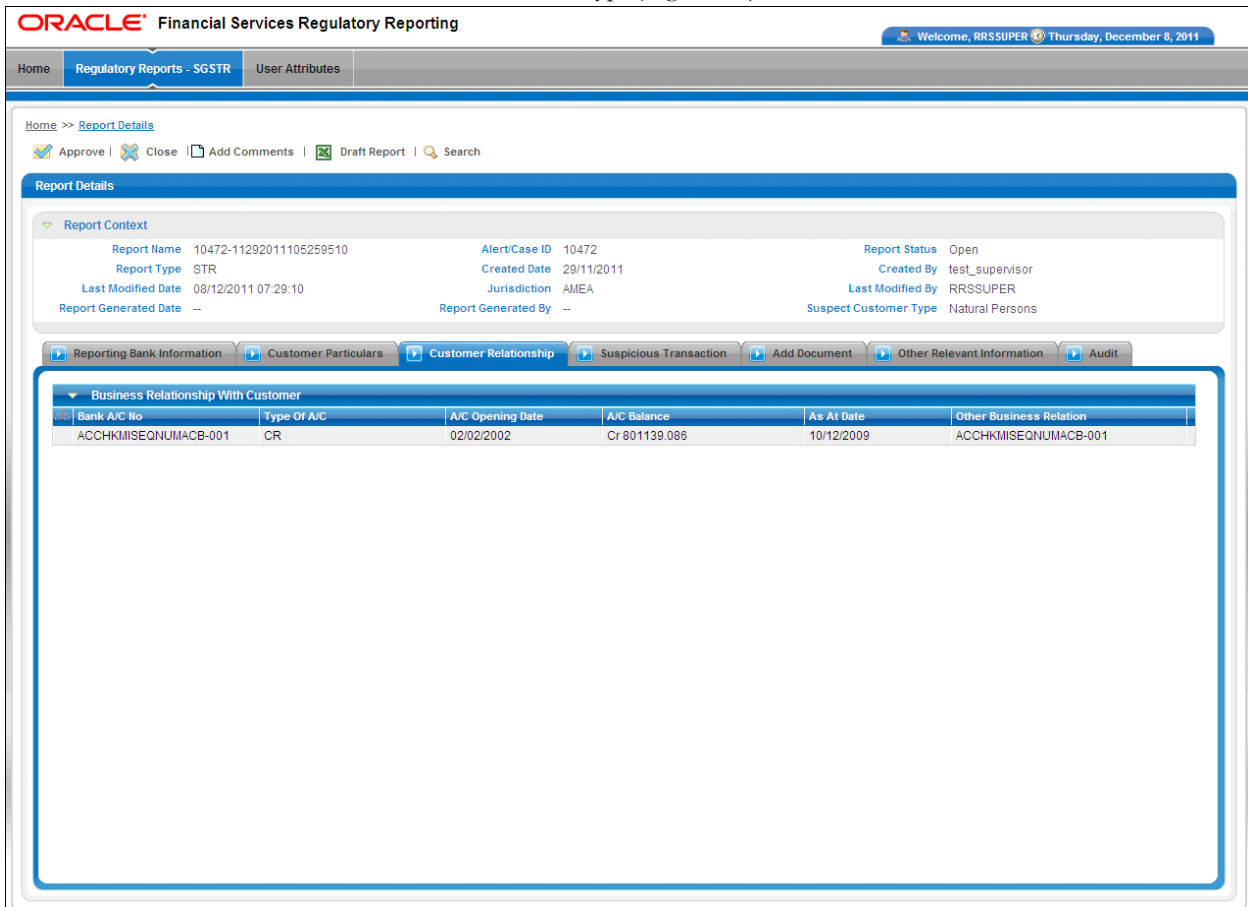 ORACLE Financial Services Regulatory Reporting
Welcome, RRSSUPER Thursday, December 8, 2011
Home Regulatory Reports - SGSTR User Attributes
Home >> Report Details
Approve | Close | Add Comments | Draft Report | Search
Report Details
Report Context
Report Name 10472-11292011105259510 Alert/Case ID 10472 Report Status Open
Report Type STR Created Date 29/11/2011 Created By test_supervisor
Last Modified Date 08/12/2011 07:29:10 Jurisdiction AMEA Last Modified By RRSSUPER
Report Generated Date -- Report Generated By -- Suspect Customer Type Natural Persons
Reporting Bank Information Customer Particulars Customer Relationship Suspicious Transaction Add Document Other Relevant Information Audit
Business Relationship With Customer
Bank A/C No Type Of A/C A/C Opening Date A/C Balance As At Date Other Business Relation
ACCHKMISEQNUMACB-001 CR 02/02/2002 Cr 801139.086 10/12/2009 ACCHKMISEQNUMACB-001